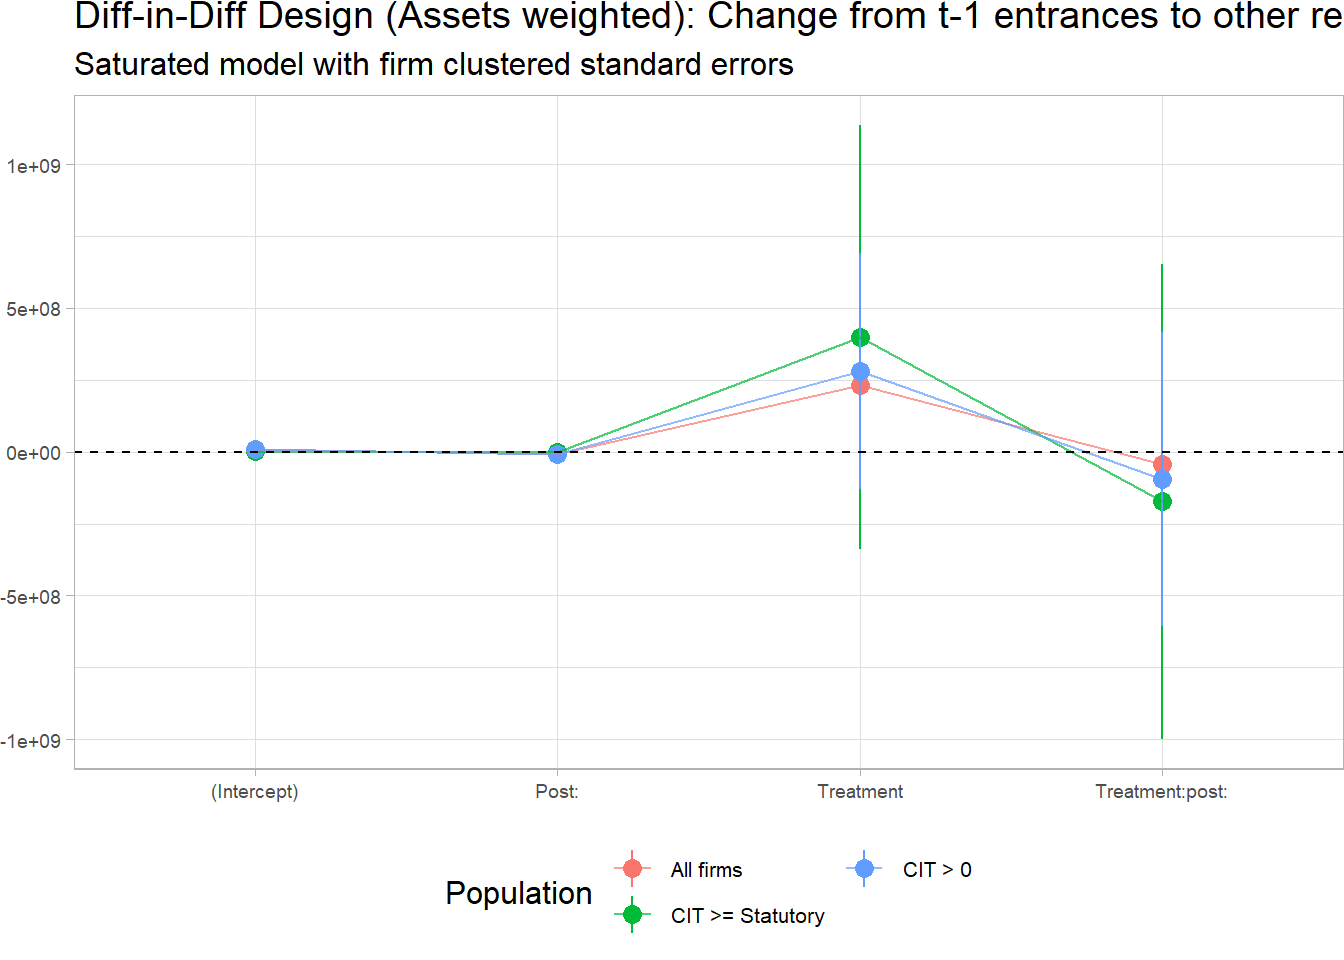 Diff-in-Diff Design (Assets weighted): Change from t-1 entrances to other re
Saturated model with firm clustered standard errors
1e+09
5e+08
0e+00
-5e+08
-1e+09
(Intercept)
Post:
Treatment
Treatment:post:
Population
All firms
CIT >= Statutory
CIT > 0